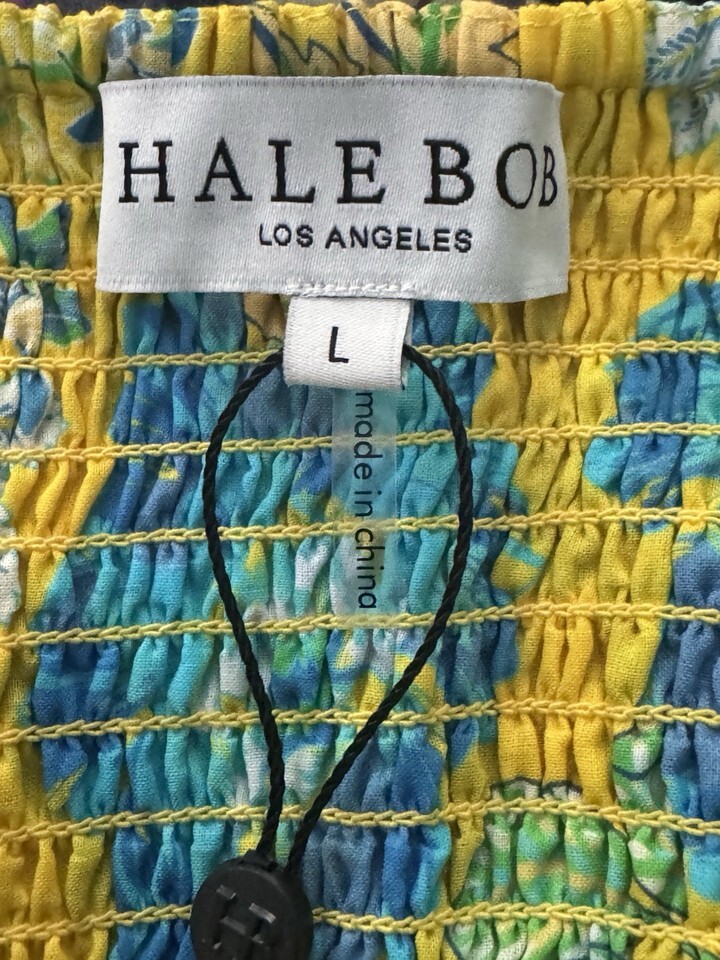 HALE BOB
LOS ANGELES
L
made in china
H